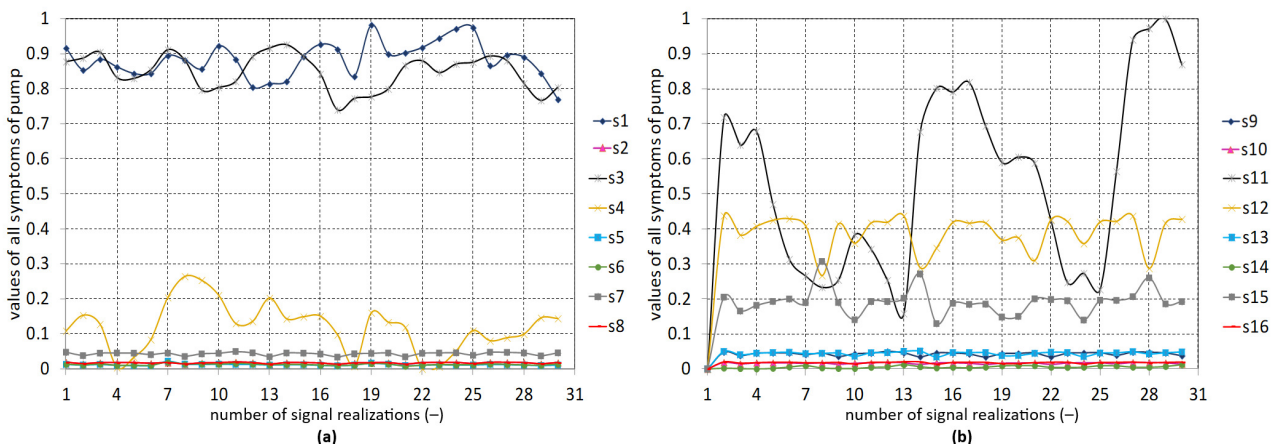 values of all symptoms of pump
1
0.9
0.8
0.7
0.6
0.5
0.4
0.3
0.2
0.1
0
1 4 7 10 13 16 19 22 25 28 31
number of signal realizations (–)
(a)
s1
s2
s3
s4
s5
s6
s7
s8
values of all symptoms of pump
1
0.9
0.8
0.7
0.6
0.5
0.4
0.3
0.2
0.1
0
1 4 7 10 13 16 19 22 25 28 31
number of signal realizations (–)
(b)
s9
s10
s11
s12
s13
s14
s15
s16